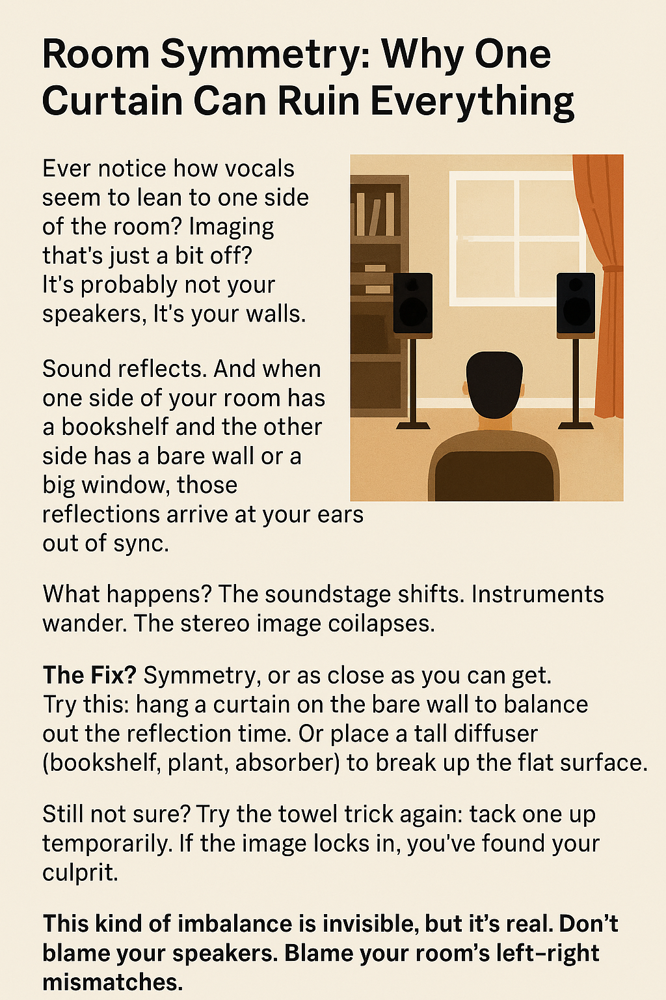 Room Symmetry: Why One
Curtain Can Ruin Everything
Ever notice how vocals
seem to lean to one side
of the room? Imaging
that's just a bit off?
It's probably not your
speakers, It's your walls.
Sound reflects. And when
one side of your room has
a bookshelf and the other
side has a bare wall or a
big window, those
reflections arrive at your ears
out of sync.
What happens? The soundstage shifts. Instruments
wander. The stereo image coilapses.
The Fix? Symmetry, or as close as you can get.
Try this: hang a curtain on the bare wall to balance
out the reflection time. Or place a tall diffuser
(bookshelf, plant, absorber) to break up the flat surface.
Still not sure? Try the towel trick again: tack one up
temporarily. If the image locks in, you've found your
culprit.
This kind of imbalance is invisible, but it’s real. Don’t
blame your speakers. Blame your room’s left–right
mismatches.